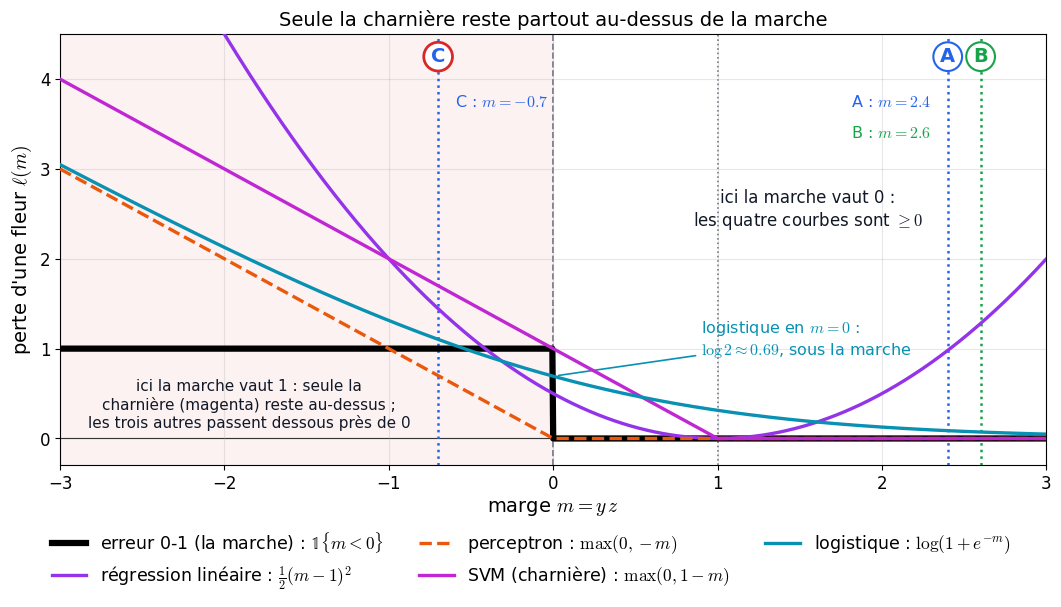 Seule la charnière reste partout au-dessus de la marche
perte d'une fleur ℓ(m)
4
3
2
1
0
C
A
B
C : m = −0.7
A : m = 2.4
B : m = 2.6
ici la marche vaut 0 :
les quatre courbes sont ≥ 0
logistique en m = 0 :
log 2 ≈ 0.69, sous la marche
ici la marche vaut 1 : seule la
charnière (magenta) reste au-dessus ;
les trois autres passent dessous près de 0
−3 −2 −1 0 1 2 3
marge m = y z
erreur 0-1 (la marche) : 𝟙{m < 0}
régression linéaire : ½(m − 1)²
perceptron : max(0, −m)
SVM (charnière) : max(0, 1 − m)
logistique : log(1 + e⁻ᵐ)